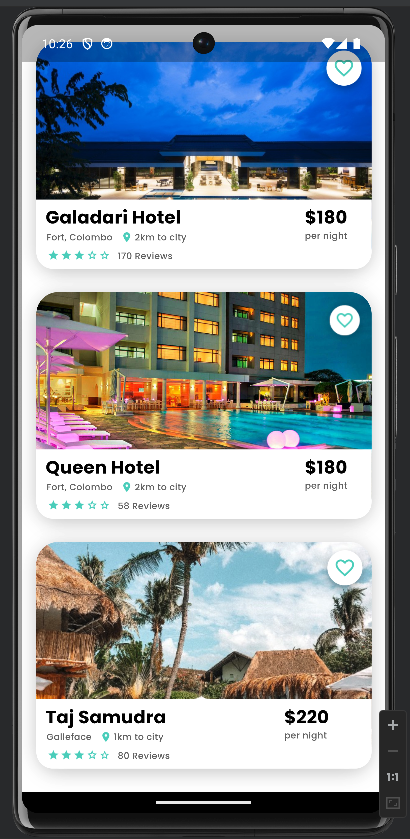 10:26
Galadari Hotel $180
Fort, Colombo 2km to city per night
170 Reviews
Queen Hotel $180
Fort, Colombo 2km to city per night
58 Reviews
Taj Samudra $220
Galleface 1km to city per night
80 Reviews
1:1